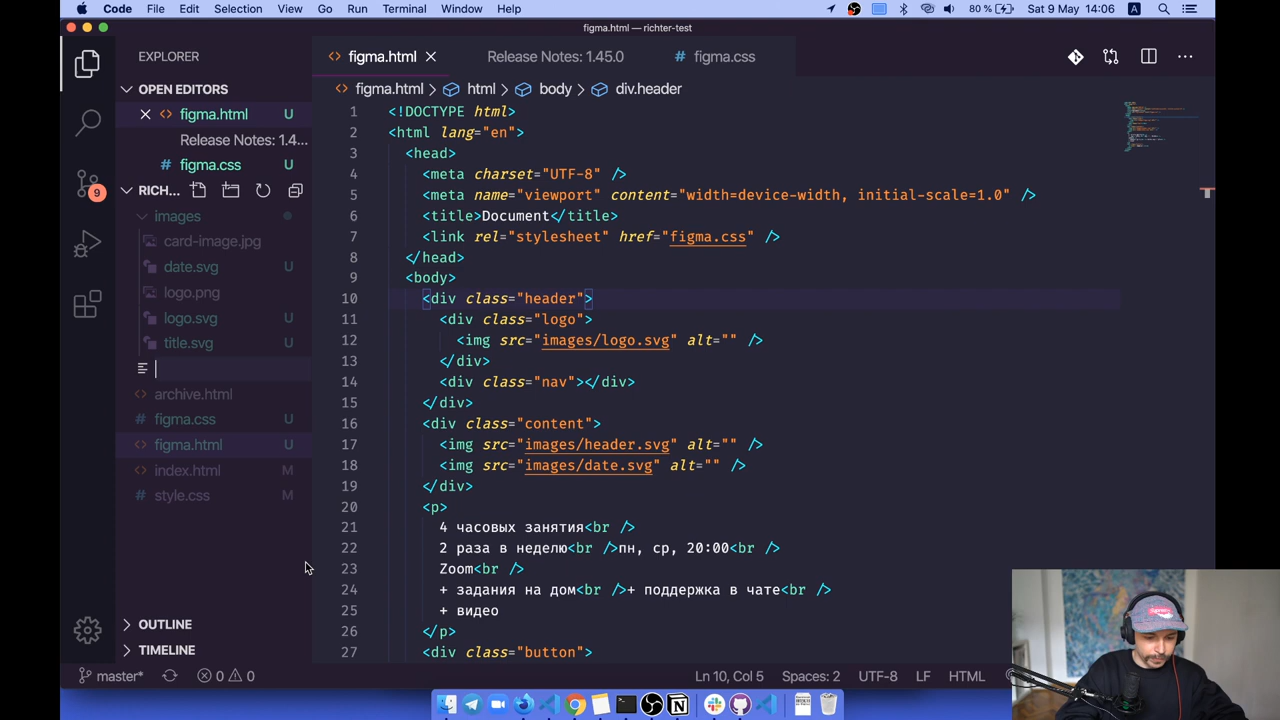 Code File Edit Selection View Go Run Terminal Window Help 80 % Sat 9 May 14:06 A
figma.html — richter-test
EXPLORER
figma.html
Release Notes: 1.45.0
figma.css
OPEN EDITORS
figma.html U
Release Notes: 1.4...
figma.css U
RICH...
9
images
card-image.jpg
date.svg U
logo.png
logo.svg U
title.svg U
archive.html
figma.css U
figma.html U
index.html M
style.css M
OUTLINE
TIMELINE
figma.html > html > body > div.header
1 <!DOCTYPE html>
2 <html lang="en">
3 <head>
4 <meta charset="UTF-8" />
5 <meta name="viewport" content="width=device-width, initial-scale=1.0" />
6 <title>Document</title>
7 <link rel="stylesheet" href="figma.css" />
8 </head>
9 <body>
10 <div class="header">
11 <div class="logo">
12 <img src="images/logo.svg" alt="" />
13 </div>
14 <div class="nav"></div>
15 </div>
16 <div class="content">
17 <img src="images/header.svg" alt="" />
18 <img src="images/date.svg" alt="" />
19 </div>
20 <p>
21 4 часовых занятия<br />
22 2 раза в неделю<br />пн, ср, 20:00<br />
23 Zoom<br />
24 + задания на дом<br />+ поддержка в чате<br />
25 + видео
26 </p>
27 <div class="button">
master* 0 0 Ln 10, Col 5 Spaces: 2 UTF-8 LF HTML